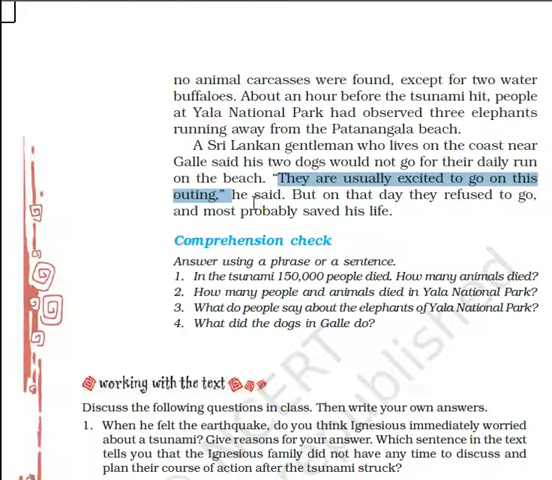 no animal carcasses were found, except for two water
buffaloes. About an hour before the tsunami hit, people
at Yala National Park had observed three elephants
running away from the Patanangala beach.
A Sri Lankan gentleman who lives on the coast near
Galle said his two dogs would not go for their daily run
on the beach. “They are usually excited to go on this
outing,” he said. But on that day they refused to go,
and most probably saved his life.
Comprehension check
Answer using a phrase or a sentence.
1. In the tsunami 150,000 people died. How many animals died?
2. How many people and animals died in Yala National Park?
3. What do people say about the elephants of Yala National Park?
4. What did the dogs in Galle do?
working with the text
Discuss the following questions in class. Then write your own answers.
1. When he felt the earthquake, do you think Ignesious immediately worried
about a tsunami? Give reasons for your answer. Which sentence in the text
tells you that the Ignesious family did not have any time to discuss and
plan their course of action after the tsunami struck?
© NCERT
republished